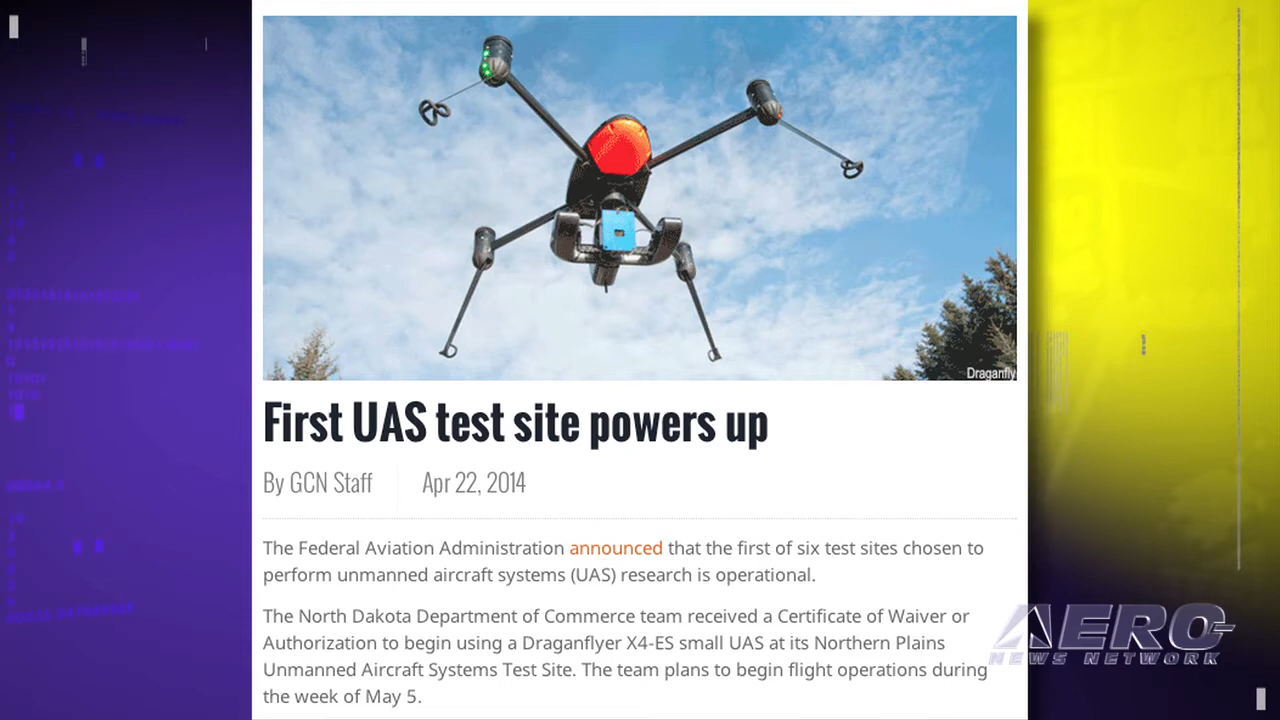 Draganfly
First UAS test site powers up
By GCN Staff
Apr 22, 2014
The Federal Aviation Administration announced that the first of six test sites chosen to
perform unmanned aircraft systems (UAS) research is operational.
The North Dakota Department of Commerce team received a Certificate of Waiver or
Authorization to begin using a Draganflyer X4-ES small UAS at its Northern Plains
Unmanned Aircraft Systems Test Site. The team plans to begin flight operations during
the week of May 5.
AERO-
NEWS NETWORK